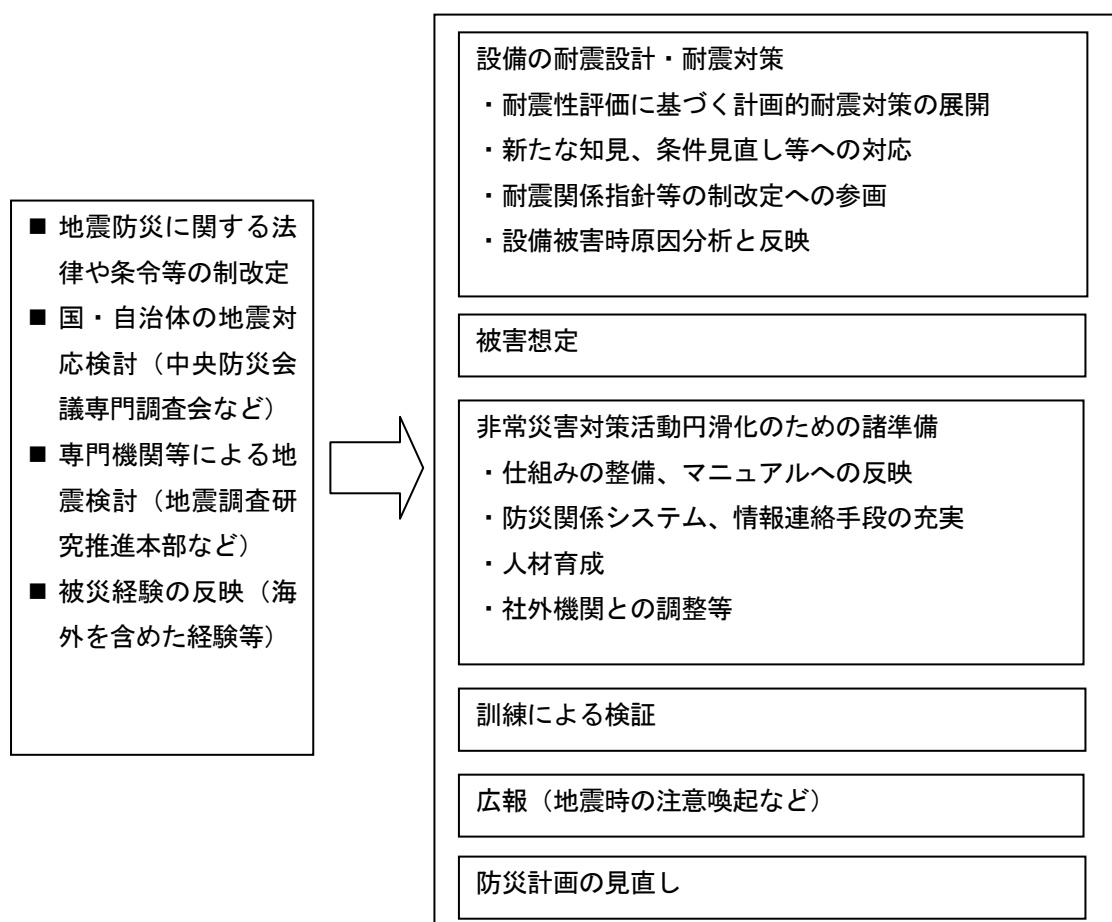 ■ 地震防災に関する法
律や条令等の制改定
■ 国・自治体の地震対
応検討（中央防災会
議専門調査会など）
■ 専門機関等による地
震検討（地震調査研
究推進本部など）
■ 被災経験の反映（海
外を含めた経験等）
設備の耐震設計・耐震対策
・耐震性評価に基づく計画的耐震対策の展開
・新たな知見、条件見直し等への対応
・耐震関係指針等の制改定への参画
・設備被害時原因分析と反映
被害想定
非常災害対策活動円滑化のための諸準備
・仕組みの整備、マニュアルへの反映
・防災関係システム、情報連絡手段の充実
・人材育成
・社外機関との調整等
訓練による検証
広報（地震時の注意喚起など）
防災計画の見直し